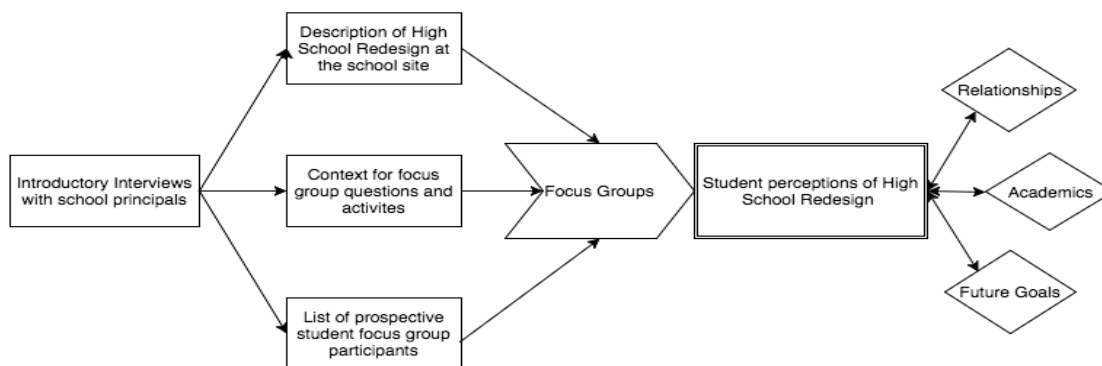 Description of High
School Redesign at
the school site
Relationships
Introductory Interviews
with school principals
Context for focus
group questions and
activites
Focus Groups
Student perceptions of High
School Redesign
Academics
List of prospective
student focus group
participants
Future Goals